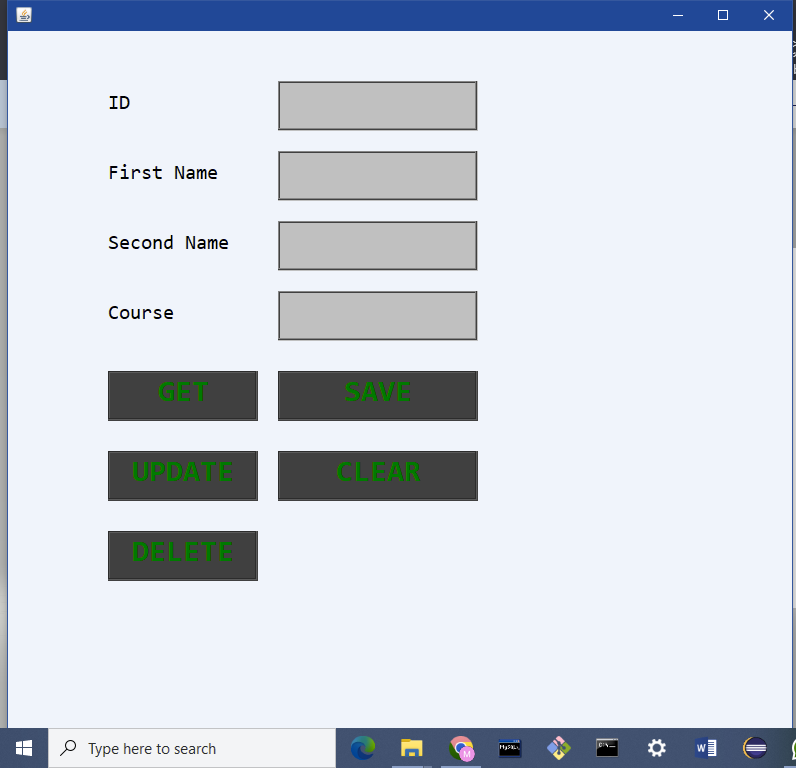 ID
First Name
Second Name
Course
GET SAVE
UPDATE CLEAR
DELETE
Type here to search